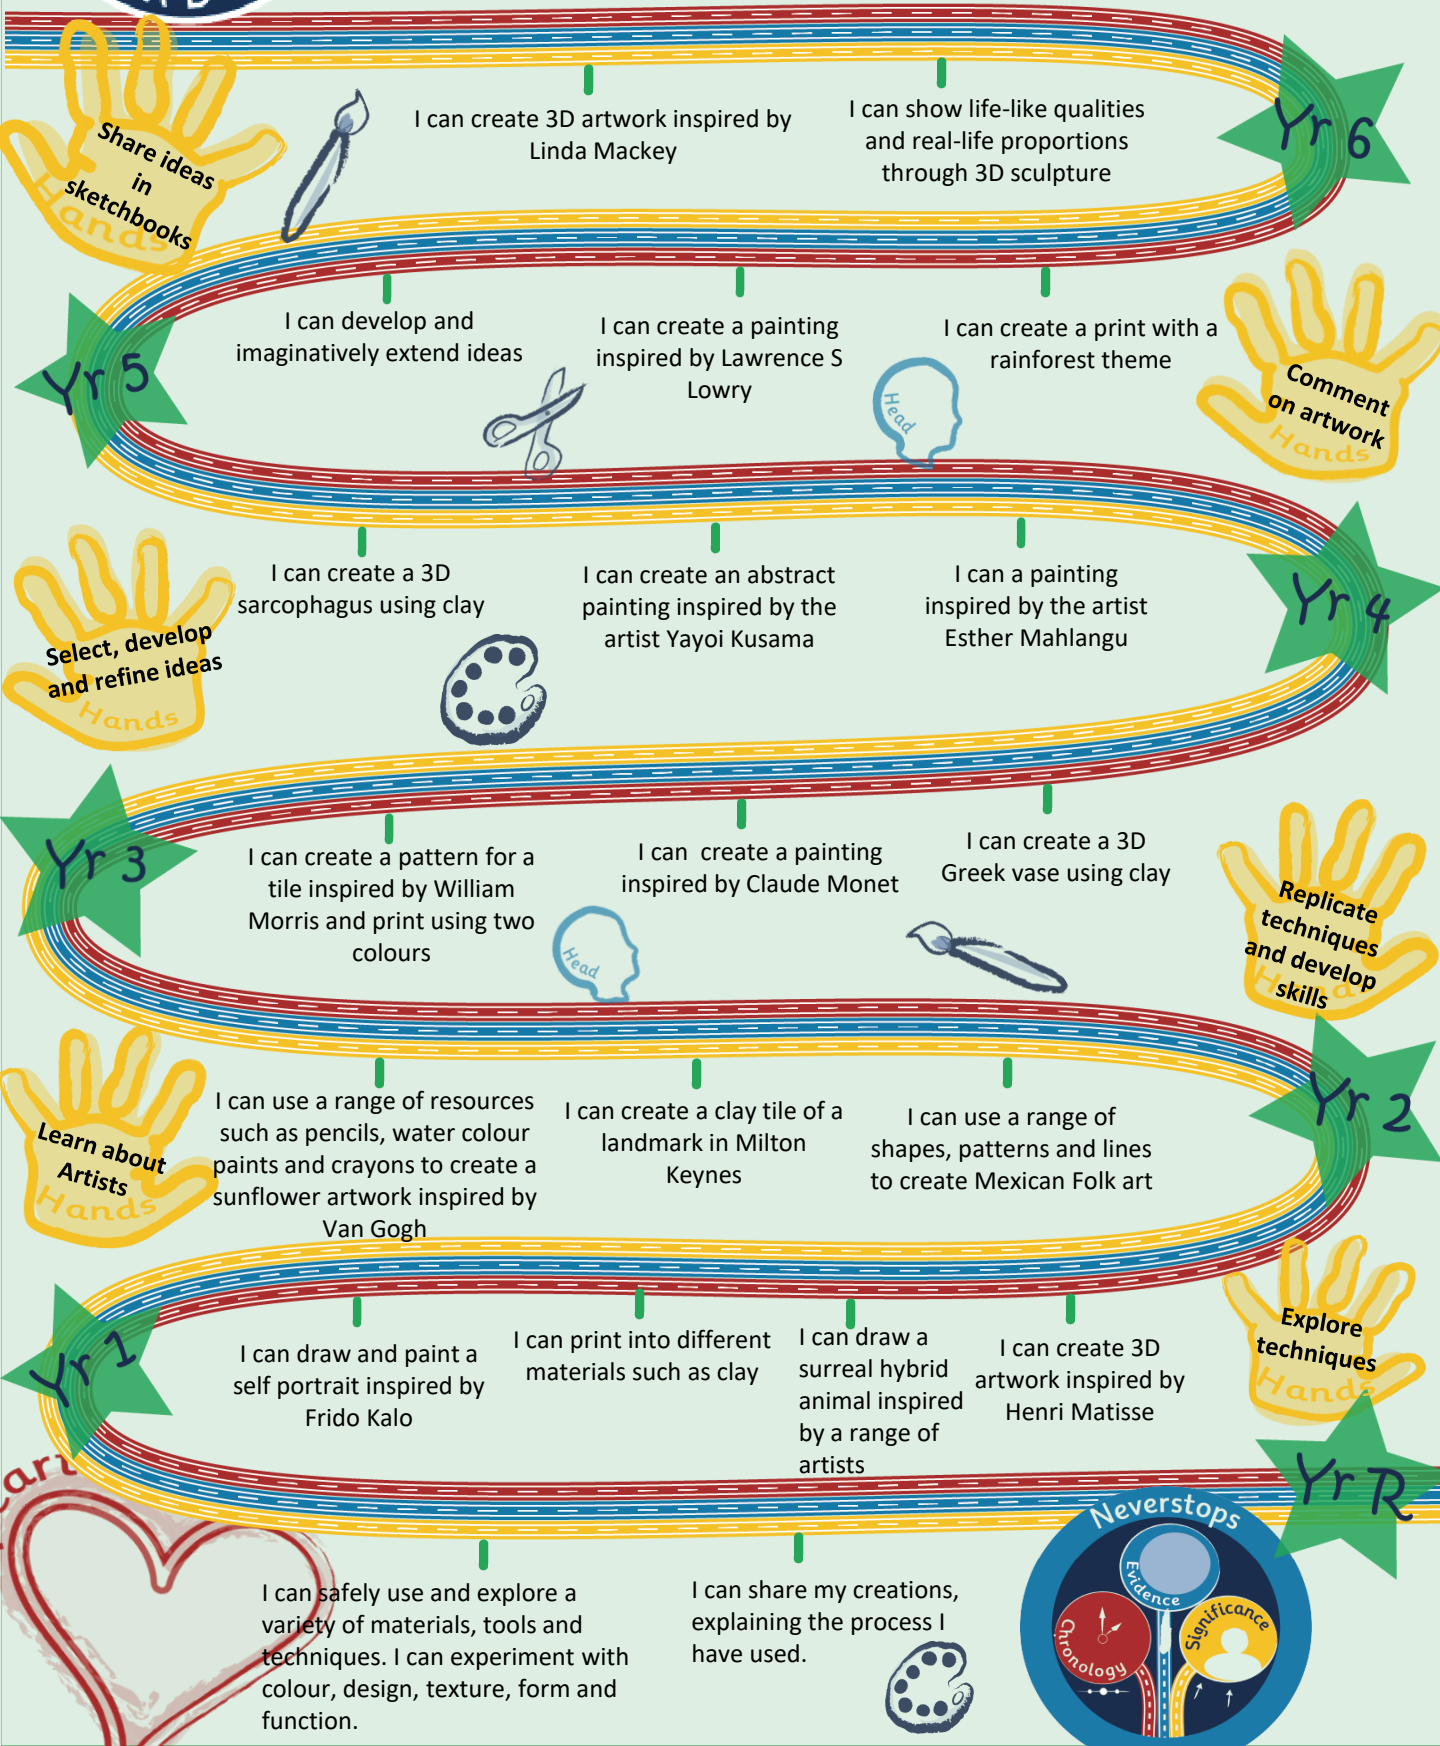 A D
I can create 3D artwork inspired by
Linda Mackey
I can show life-like qualities
and real-life proportions
through 3D sculpture
Yr 6
Share ideas
in
sketchbooks
Hands
I can develop and
imaginatively extend ideas
I can create a painting
inspired by Lawrence S
Lowry
I can create a print with a
rainforest theme
Yr 5
Head
Comment
on artwork
Hands
I can create a 3D
sarcophagus using clay
I can create an abstract
painting inspired by the
artist Yayoi Kusama
I can a painting
inspired by the artist
Esther Mahlangu
Yr 4
Select, develop
and refine ideas
Hands
Yr 3
I can create a pattern for a
tile inspired by William
Morris and print using two
colours
I can  create a painting
inspired by Claude Monet
I can create a 3D
Greek vase using clay
Head
Replicate
techniques
and develop
skills
Hand
I can use a range of resources
such as pencils, water colour
paints and crayons to create a
sunflower artwork inspired by
Van Gogh
I can create a clay tile of a
landmark in Milton
Keynes
I can use a range of
shapes, patterns and lines
to create Mexican Folk art
Yr 2
Learn about
Artists
Hands
Yr 1
I can draw and paint a
self portrait inspired by
Frido Kalo
I can print into different
materials such as clay
I can draw a
surreal hybrid
animal inspired
by a range of
artists
I can create 3D
artwork inspired by
Henri Matisse
Explore
techniques
Hands
Yr R
eart
I can safely use and explore a
variety of materials, tools and
techniques. I can experiment with
colour, design, texture, form and
function.
I can share my creations,
explaining the process I
have used.
Neverstops
Evidence
Chronology
Significance